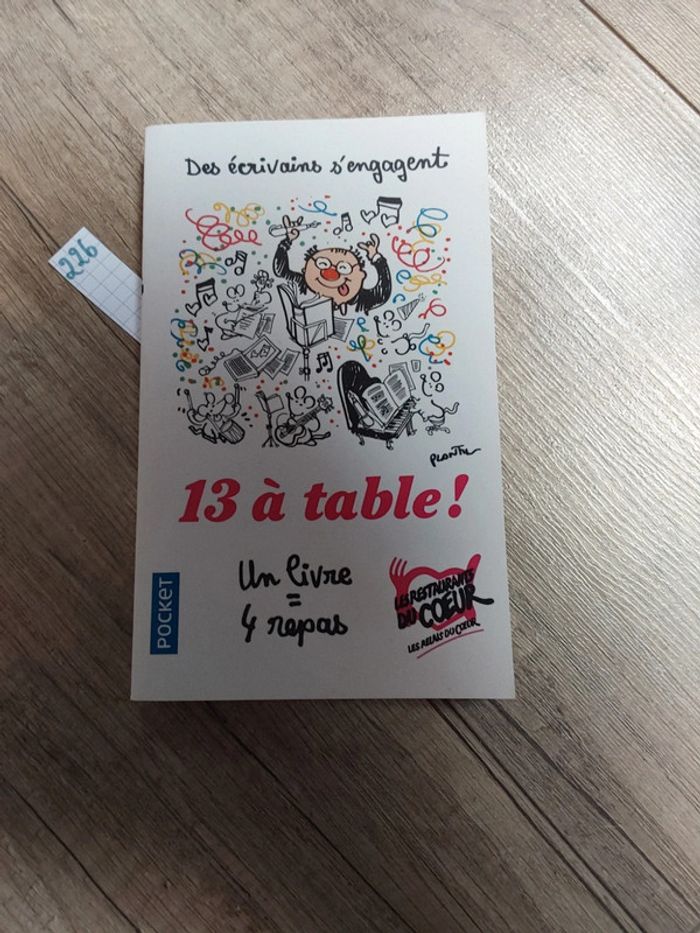 Des écrivains s'engagent
226
PLANTU
13 à table !
Un livre
=
4 repas
POCKET
LES RESTAURANTS
DU CŒUR
LES RELAIS DU CŒUR